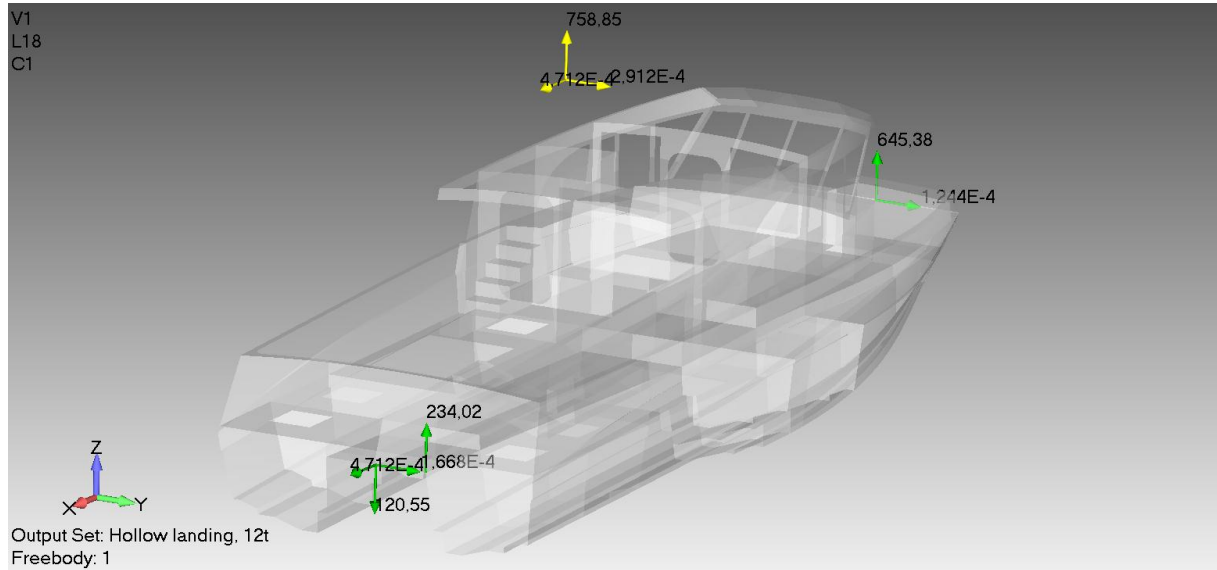 V1
L18
C1
758,85
4,712E-4 2,912E-4
645,38
1,244E-4
234,02
4,712E-4 1,668E-4
120,55
Z
X Y
Output Set: Hollow landing, 12t
Freebody: 1